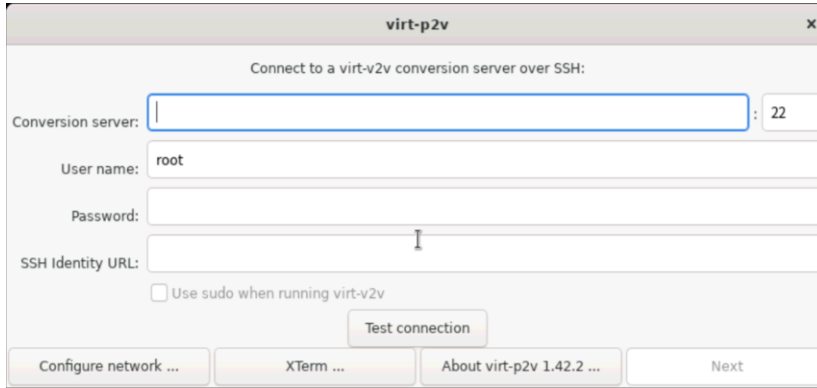 virt-p2v ×
Connect to a virt-v2v conversion server over SSH:
Conversion server: : 22
User name: root
Password:
SSH Identity URL:
Use sudo when running virt-v2v
Test connection
Configure network ... XTerm ... About virt-p2v 1.42.2 ... Next